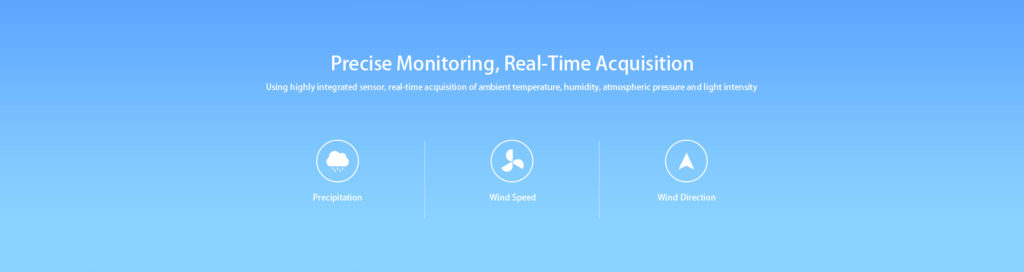 Precise Monitoring, Real-Time Acquisition
Using highly integrated sensor, real-time acquisition of ambient temperature, humidity, atmospheric pressure and light intensity
Precipitation
Wind Speed
Wind Direction